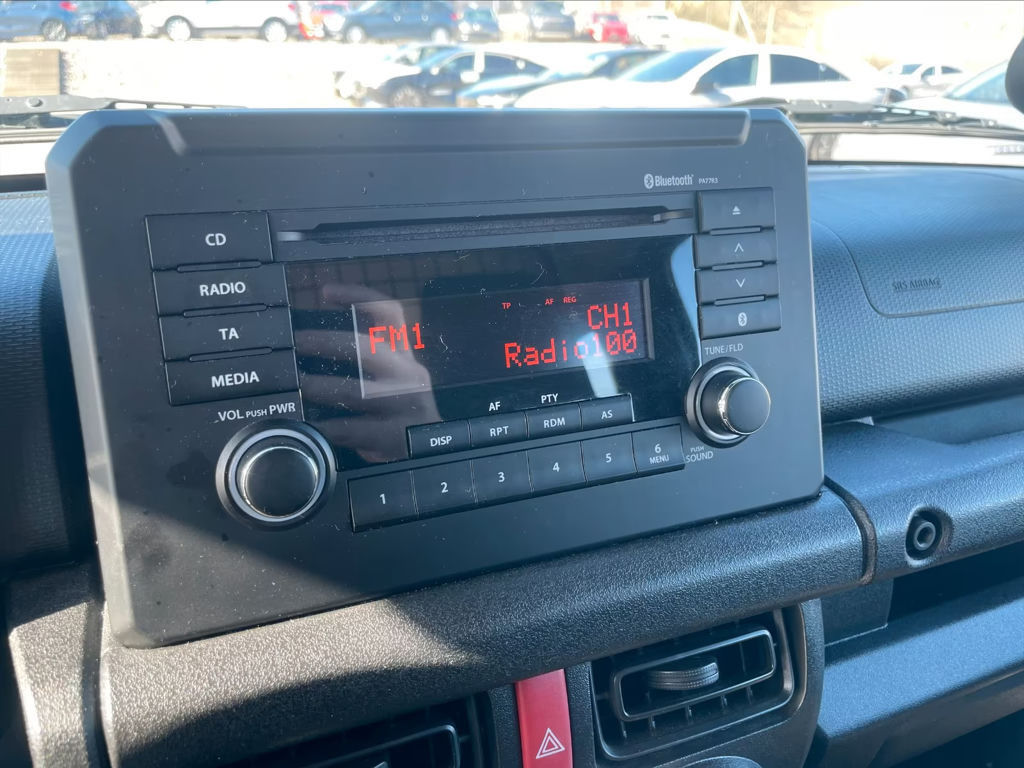 Bluetooth® PA77R3
CD
RADIO
TA
MEDIA
TP AF REG
FM1
CH1
Radio100
TUNE/FLD
VOL PUSH PWR
AF
PTY
DISP
RPT
RDM
AS
PUSH
SOUND
1
2
3
4
5
6
MENU
SRS AIRBAG